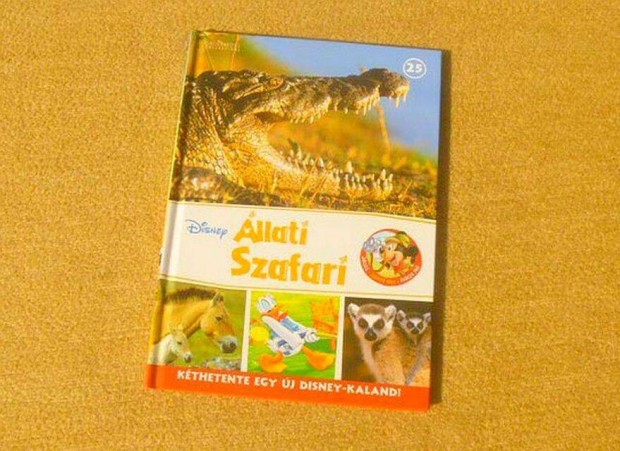 25
Disney
Állati
Szafari
KÉTHETENTE EGY ÚJ DISNEY-KALAND!